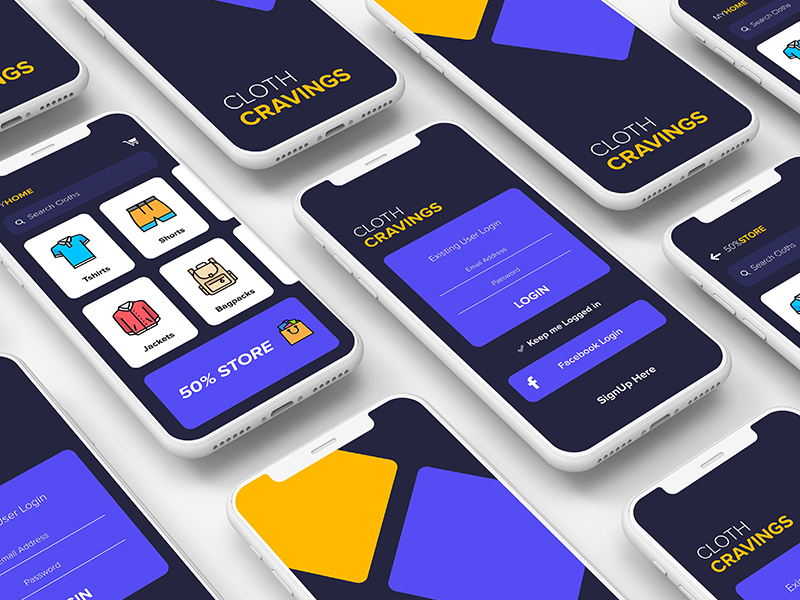 CRAVINGS
CLOTH
CRAVINGS
CLOTH
CRAVINGS
MYHOME
Search Cloths
MYHOME
Search Cloths
Tshirts
Shorts
Jackets
Bagpacks
50% STORE
CLOTH
CRAVINGS
Existing User Login
Email Address
Password
LOGIN
Keep me Logged in
f
Facebook Login
SignUp Here
50% STORE
Search Cloths
User Login
Email Address
Password
CLOTH
CRAVINGS